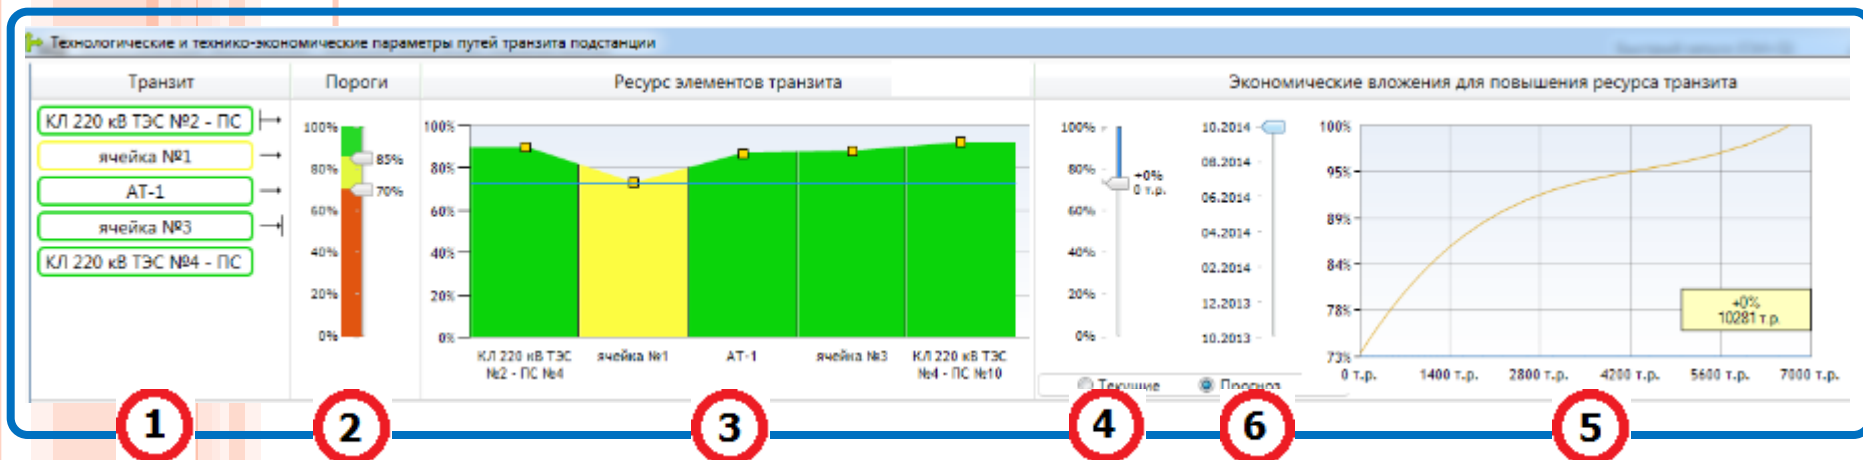 Технологические и технико-экономические параметры путей транзита подстанции
Транзит
Пороги
Ресурс элементов транзита
Экономические вложения для повышения ресурса транзита
КЛ 220 кВ ТЭС №2 - ПС
ячейка №1
АТ-1
ячейка №3
КЛ 220 кВ ТЭС №4 - ПС
100%
80%
60%
40%
20%
0%
85%
70%
100%
80%
60%
40%
20%
0%
КЛ 220 кВ ТЭС
№2 - ПС №4
ячейка №1
АТ-1
ячейка №3
КЛ 220 кВ ТЭС
№4 - ПС №10
100%
80%
60%
40%
20%
0%
+0%
0 т.р.
10.2014
08.2014
06.2014
04.2014
02.2014
12.2013
10.2013
Текущие
Прогноз
100%
95%
89%
84%
78%
73%
+0%
10281 т.р.
0 т.р.
1400 т.р.
2800 т.р.
4200 т.р.
5600 т.р.
7000 т.р.
1
2
3
4
6
5